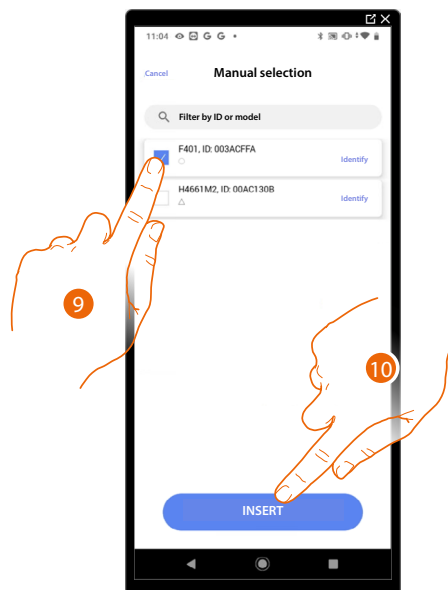 11:04 G G
Cancel
Manual selection
Filter by ID or model
F401, ID: 003ACFFA
Identify
H4661M2, ID: 00AC130B
Identify
9
10
INSERT